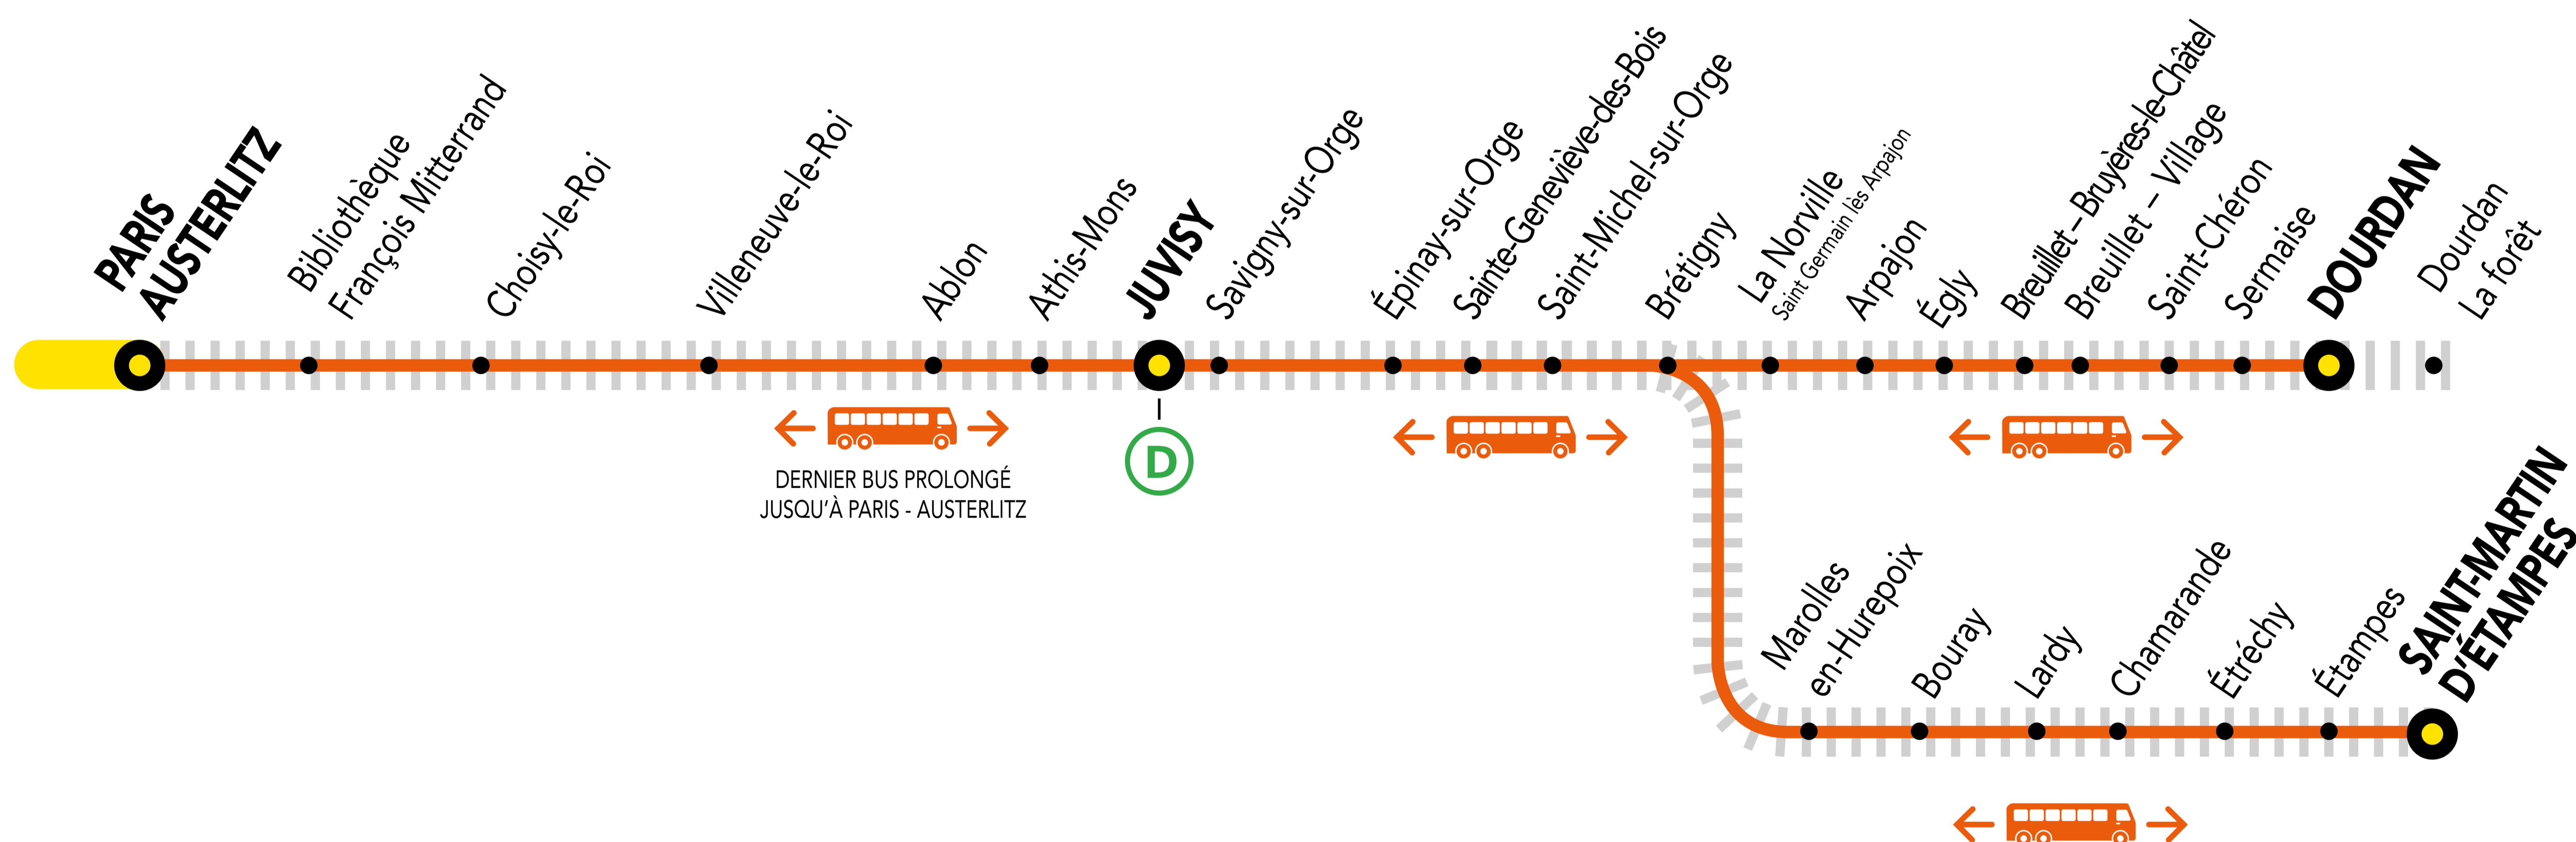 PARIS
AUSTERLITZ
Bibliothèque
François Mitterrand
Choisy-le-Roi
Villeneuve-le-Roi
Ablon
Athis-Mons
JUVISY
Savigny-sur-Orge
Épinay-sur-Orge
Sainte-Geneviève-des-Bois
Saint-Michel-sur-Orge
Brétigny
La Norville
Saint Germain lès Arpajon
Arpajon
Égly
Breuillet – Bruyères-le-Châtel
Breuillet – Village
Saint-Chéron
Sermaise
DOURDAN
Dourdan
La forêt
DERNIER BUS PROLONGÉ
JUSQU'À PARIS - AUSTERLITZ
D
Marolles
en-Hurepoix
Bouray
Lardy
Chamarande
Étréchy
Étampes
SAINT-MARTIN
D'ÉTAMPES